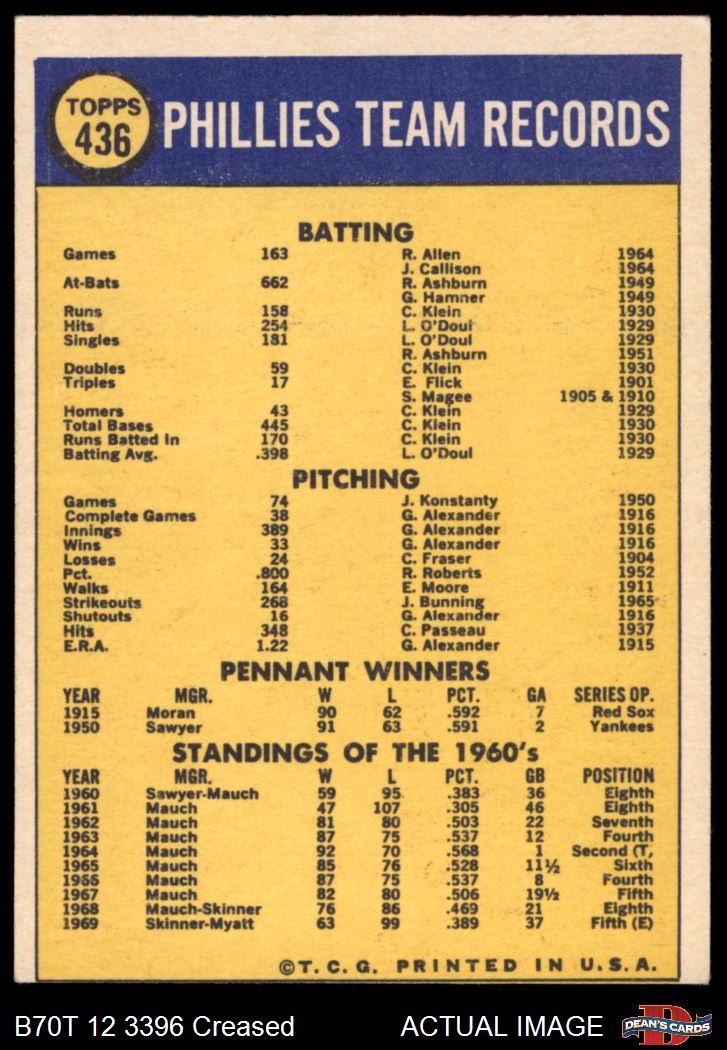 TOPPS
436
PHILLIES TEAM RECORDS
BATTING
Games 163 R. Allen 1964
J. Callison 1964
At-Bats 662 R. Ashburn 1949
G. Hamner 1949
Runs 158 C. Klein 1930
Hits 254 L. O'Doul 1929
Singles 181 L. O'Doul 1929
R. Ashburn 1951
Doubles 59 C. Klein 1930
Triples 17 E. Flick 1901
S. Magee 1905 & 1910
Homers 43 C. Klein 1929
Total Bases 445 C. Klein 1930
Runs Batted In 170 C. Klein 1930
Batting Avg. .398 L. O'Doul 1929
PITCHING
Games 74 J. Konstanty 1950
Complete Games 38 G. Alexander 1916
Innings 389 G. Alexander 1916
Wins 33 G. Alexander 1916
Losses 24 C. Fraser 1904
Pct. .800 R. Roberts 1952
Walks 164 E. Moore 1911
Strikeouts 268 J. Bunning 1965
Shutouts 16 G. Alexander 1916
Hits 348 C. Passeau 1937
E.R.A. 1.22 G. Alexander 1915
PENNANT WINNERS
YEAR MGR. W L PCT. GA SERIES OP.
1915 Moran 90 62 .592 7 Red Sox
1950 Sawyer 91 63 .591 2 Yankees
STANDINGS OF THE 1960's
YEAR MGR. W L PCT. GB POSITION
1960 Sawyer-Mauch 59 95 .383 36 Eighth
1961 Mauch 47 107 .305 46 Eighth
1962 Mauch 81 80 .503 22 Seventh
1963 Mauch 87 75 .537 12 Fourth
1964 Mauch 92 70 .568 1 Second (T,
1965 Mauch 85 76 .528 11½ Sixth
1966 Mauch 87 75 .537 8 Fourth
1967 Mauch 82 80 .506 19½ Fifth
1968 Mauch-Skinner 76 86 .469 21 Eighth
1969 Skinner-Myatt 63 99 .389 37 Fifth (E)
©T. C. G. PRINTED IN U.S.A.
B70T 12 3396 Creased ACTUAL IMAGE
D
DEAN'S CARDS